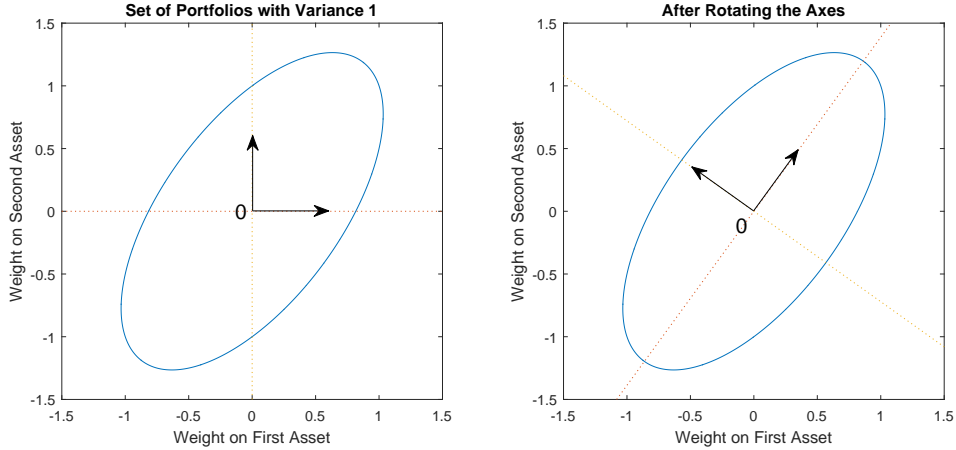 Set of Portfolios with Variance 1
1.5
1
0.5
0
-0.5
-1
-1.5
Weight on Second Asset
0
-1.5 -1 -0.5 0 0.5 1 1.5
Weight on First Asset
After Rotating the Axes
1.5
1
0.5
0
-0.5
-1
-1.5
Weight on Second Asset
0
-1.5 -1 -0.5 0 0.5 1 1.5
Weight on First Asset